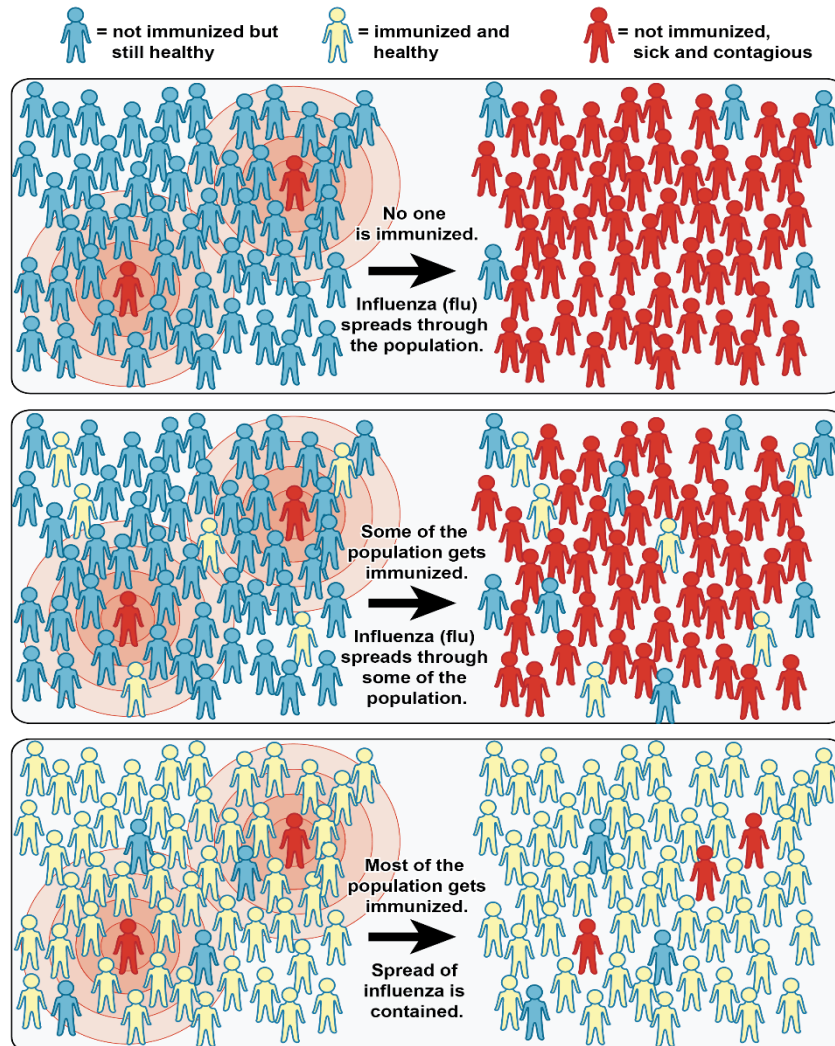 = not immunized but
still healthy
= immunized and
healthy
= not immunized,
sick and contagious
No one
is immunized.
Influenza (flu)
spreads through
the population.
Some of the
population gets
immunized.
Influenza (flu)
spreads through
some of the
population.
Most of the
population gets
immunized.
Spread of
influenza is
contained.